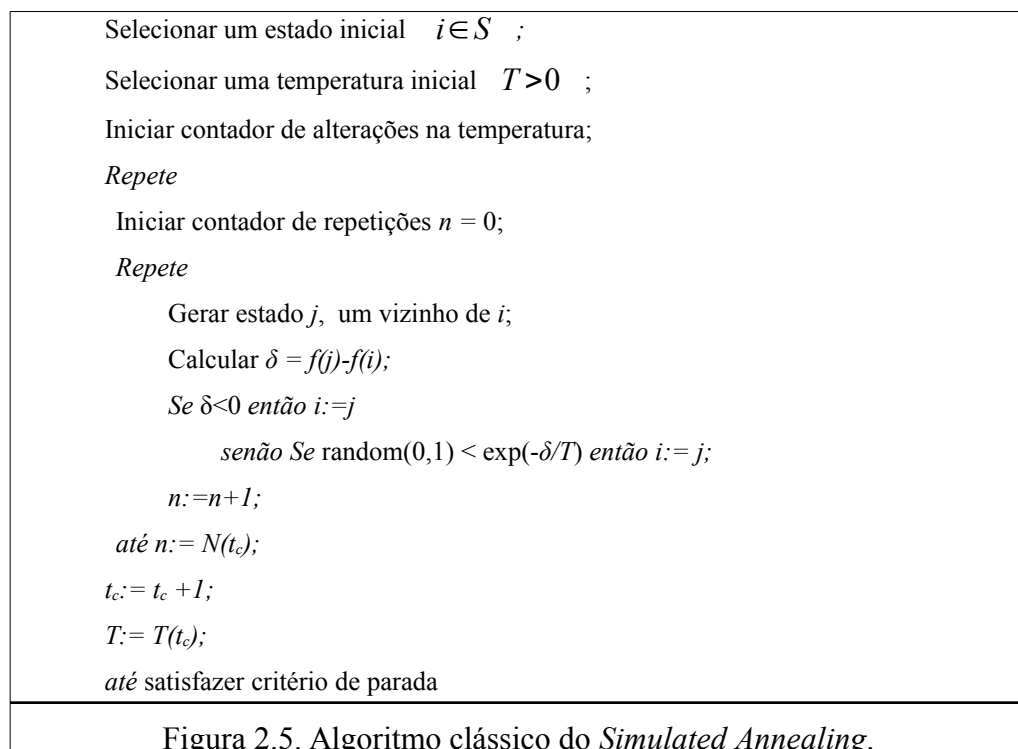 Selecionar um estado inicial i∈S ;
Selecionar uma temperatura inicial T>0 ;
Iniciar contador de alterações na temperatura;
Repete
Iniciar contador de repetições n = 0;
Repete
Gerar estado j, um vizinho de i;
Calcular δ = f(j)-f(i);
Se δ<0 então i:=j
senão Se random(0,1) < exp(-δ/T) então i:= j;
n:=n+1;
até n:= N(tc);
tc:= tc +1;
T:= T(tc);
até satisfazer critério de parada
Figura 2.5. Algoritmo clássico do Simulated Annealing.